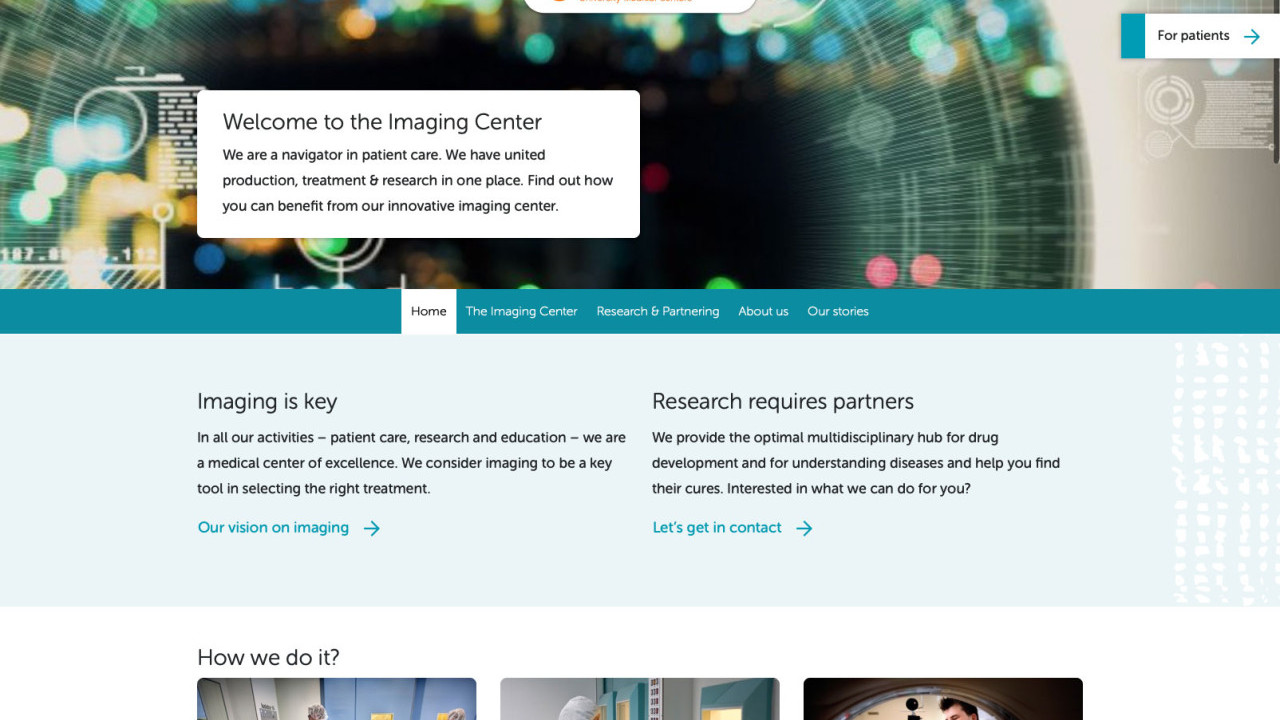 For patients
Welcome to the Imaging Center
We are a navigator in patient care. We have united
production, treatment & research in one place. Find out how
you can benefit from our innovative imaging center.
Home The Imaging Center Research & Partnering About us Our stories
Imaging is key
In all our activities – patient care, research and education – we are
a medical center of excellence. We consider imaging to be a key
tool in selecting the right treatment.
Our vision on imaging
Research requires partners
We provide the optimal multidisciplinary hub for drug
development and for understanding diseases and help you find
their cures. Interested in what we can do for you?
Let's get in contact
How we do it?